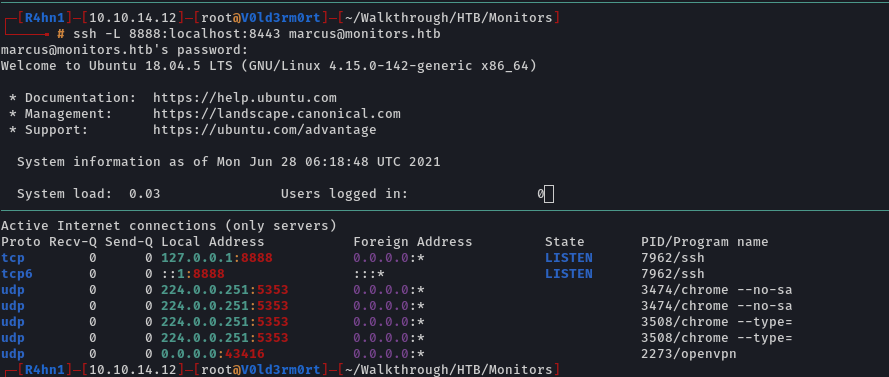 ┌─[R4hn1]─[10.10.14.12]─[root@V0ld3rm0rt]─[~/Walkthrough/HTB/Monitors]
└────╼ # ssh -L 8888:localhost:8443 marcus@monitors.htb
marcus@monitors.htb's password:
Welcome to Ubuntu 18.04.5 LTS (GNU/Linux 4.15.0-142-generic x86_64)
* Documentation:  https://help.ubuntu.com
* Management:     https://landscape.canonical.com
* Support:        https://ubuntu.com/advantage
System information as of Mon Jun 28 06:18:48 UTC 2021
System load:  0.03               Users logged in:                0
Active Internet connections (only servers)
Proto Recv-Q Send-Q Local Address           Foreign Address         State       PID/Program name
tcp        0      0 127.0.0.1:8888          0.0.0.0:*               LISTEN      7962/ssh
tcp6       0      0 ::1:8888                :::*                    LISTEN      7962/ssh
udp        0      0 224.0.0.251:5353        0.0.0.0:*                           3474/chrome --no-sa
udp        0      0 224.0.0.251:5353        0.0.0.0:*                           3474/chrome --no-sa
udp        0      0 224.0.0.251:5353        0.0.0.0:*                           3508/chrome --type=
udp        0      0 224.0.0.251:5353        0.0.0.0:*                           3508/chrome --type=
udp        0      0 0.0.0.0:43416           0.0.0.0:*                           2273/openvpn
┌─[R4hn1]─[10.10.14.12]─[root@V0ld3rm0rt]─[~/Walkthrough/HTB/Monitors]